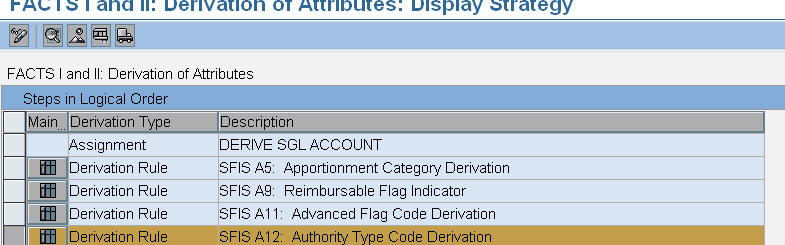 FACTS I and II: Derivation of Attributes: Display Strategy
FACTS I and II: Derivation of Attributes
Steps in Logical Order
Main... Derivation Type Description
Assignment DERIVE SGL ACCOUNT
Derivation Rule SFIS A5: Apportionment Category Derivation
Derivation Rule SFIS A9: Reimbursable Flag Indicator
Derivation Rule SFIS A11: Advanced Flag Code Derivation
Derivation Rule SFIS A12: Authority Type Code Derivation